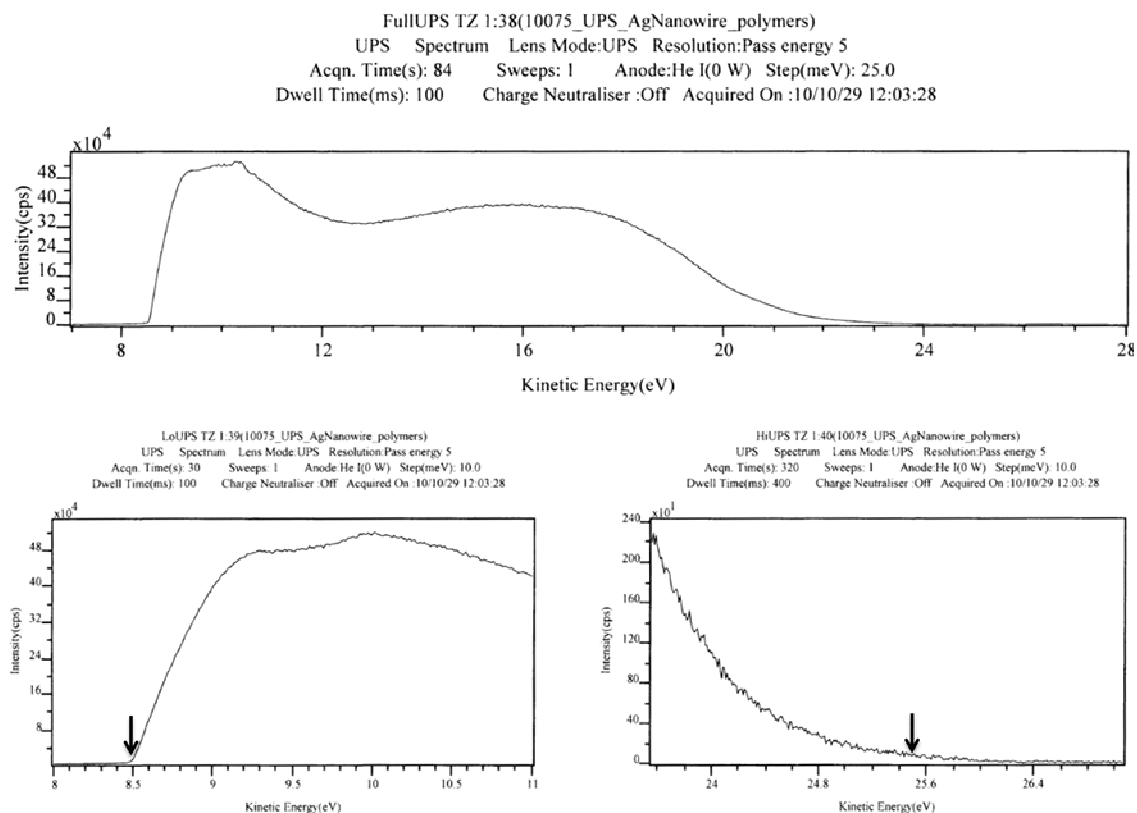 FullUPS TZ 1:38(10075_UPS_AgNanowire_polymers)
UPS Spectrum Lens Mode:UPS Resolution:Pass energy 5
Acqn. Time(s): 84 Sweeps: 1 Anode:He I(0 W) Step(meV): 25.0
Dwell Time(ms): 100 Charge Neutraliser :Off Acquired On :10/10/29 12:03:28
x10^4
48
40
32
24
16
8
0
Intensity(cps)
8 12 16 20 24 28
Kinetic Energy(eV)
LoUPS TZ 1:39(10075_UPS_AgNanowire_polymers)
UPS Spectrum Lens Mode:UPS Resolution:Pass energy 5
Acqn. Time(s): 30 Sweeps: 1 Anode:He I(0 W) Step(meV): 10.0
Dwell Time(ms): 100 Charge Neutraliser :Off Acquired On :10/10/29 12:03:28
x10^4
48
40
32
24
16
8
Intensity(cps)
8 8.5 9 9.5 10 10.5 11
Kinetic Energy(eV)
HiUPS TZ 1:40(10075_UPS_AgNanowire_polymers)
UPS Spectrum Lens Mode:UPS Resolution:Pass energy 5
Acqn. Time(s): 320 Sweeps: 1 Anode:He I(0 W) Step(meV): 10.0
Dwell Time(ms): 400 Charge Neutraliser :Off Acquired On :10/10/29 12:03:28
x10^1
240
200
160
120
80
40
0
Intensity(cps)
24 24.8 25.6 26.4
Kinetic Energy(eV)